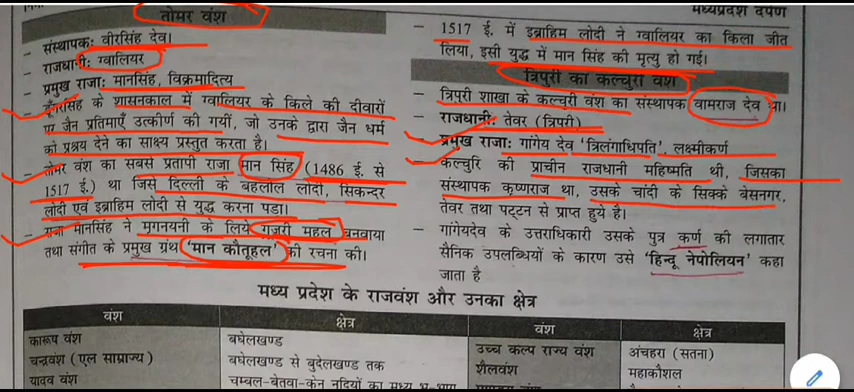 मध्यप्रदेश दर्पण
तोमर वंश
– संस्थापक: वीरसिंह देव।
– राजधानी: ग्वालियर
– प्रमुख राजा: मानसिंह, विक्रमादित्य
डूँगरसिंह के शासनकाल में ग्वालियर के किले की दीवारों
पर जैन प्रतिमाएँ उत्कीर्ण की गयीं, जो उनके द्वारा जैन धर्म
को प्रश्रय देने का साक्ष्य प्रस्तुत करता है।
तोमर वंश का सबसे प्रतापी राजा मान सिंह (1486 ई. से
1517 ई.) था जिसे दिल्ली के बहलोल लोदी, सिकन्दर
लोदी एवं इब्राहिम लोदी से युद्ध करना पडा।
राजा मानसिंह ने मृगनयनी के लिये गूजरी महल बनवाया
तथा संगीत के प्रमुख ग्रंथ 'मान कौतूहल' की रचना की।
– 1517 ई. में इब्राहिम लोदी ने ग्वालियर का किला जीत
लिया, इसी युद्ध में मान सिंह की मृत्यु हो गई।
त्रिपुरी का कल्चुरी वंश
– त्रिपुरी शाखा के कल्चुरी वंश का संस्थापक वामराज देव था।
– राजधानी: तेवर (त्रिपरी)
प्रमुख राजा: गांगेय देव 'त्रिलंगाधिपति', लक्ष्मीकर्ण
कल्चुरि की प्राचीन राजधानी महिष्मति थी, जिसका
संस्थापक कृष्णराज था, उसके चांदी के सिक्के बेसनगर,
तेवर तथा पट्टन से प्राप्त हुये है।
– गांगेयदेव के उत्तराधिकारी उसके पुत्र कर्ण की लगातार
सैनिक उपलब्धियों के कारण उसे 'हिन्दू नेपोलियन' कहा
जाता है
मध्य प्रदेश के राजवंश और उनका क्षेत्र
वंश क्षेत्र वंश क्षेत्र
कारूप वंश बघेलखण्ड उच्च कल्प राज्य वंश अंचहरा (सतना)
चन्द्रवंश (एल साम्राज्य) बघेलखण्ड से बुदेलखण्ड तक शैलवंश महाकौशल
यादव वंश चम्बल-बेतवा-केन नदियों का मध्य भू-भाग